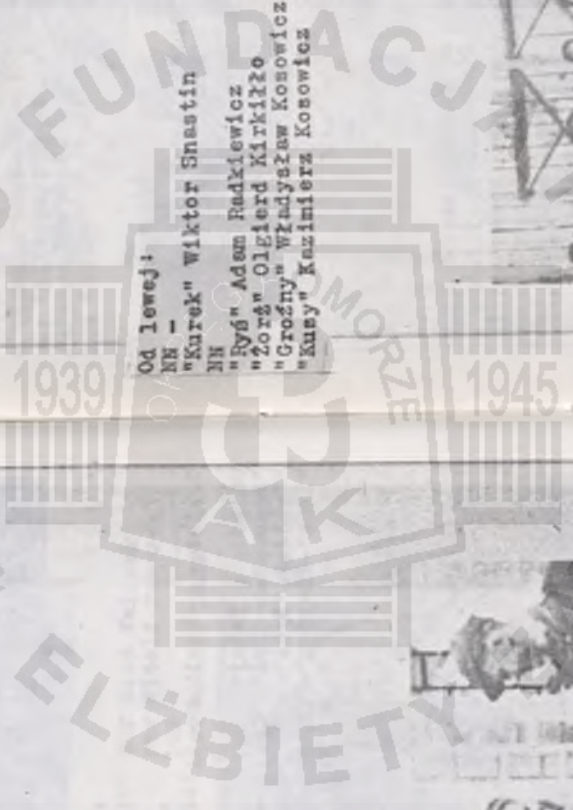 Od lewej:
NN –
"Kurek" Wiktor Snastin
NN
"Ryś" Adam Radkiewicz
"Żorż" Olgierd Kirkiłło
"Groźny" Władysław Kosowicz
"Kusy" Kazimierz Kosowicz
FUNDACJA
ELŻBIETY
1939
1945
POMORZE
AK